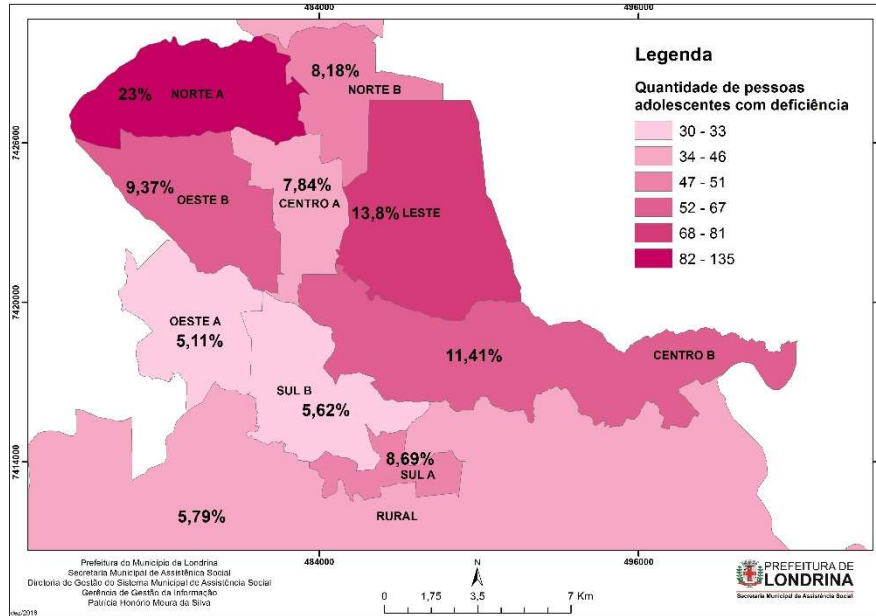 484000
496000
7426000
7420000
7414000
23%
NORTE A
8,18%
NORTE B
9,37%
OESTE B
7,84%
CENTRO A
13,8%
LESTE
OESTE A
5,11%
11,41%
CENTRO B
SUL B
5,62%
8,69%
SUL A
5,79%
RURAL
Legenda
Quantidade de pessoas
adolescentes com deficiência
30 - 33
34 - 46
47 - 51
52 - 67
68 - 81
82 - 135
484000
496000
Prefeitura do Município de Londrina
Secretaria Municipal de Assistência Social
Diretoria de Gestão do Sistema Municipal de Assistência Social
Gerência de Gestão da Informação
Patrícia Honório Moura da Silva
dez/2018
N
0 1,75 3,5 7 Km
PREFEITURA DE
LONDRINA
Secretaria Municipal de Assistência Social